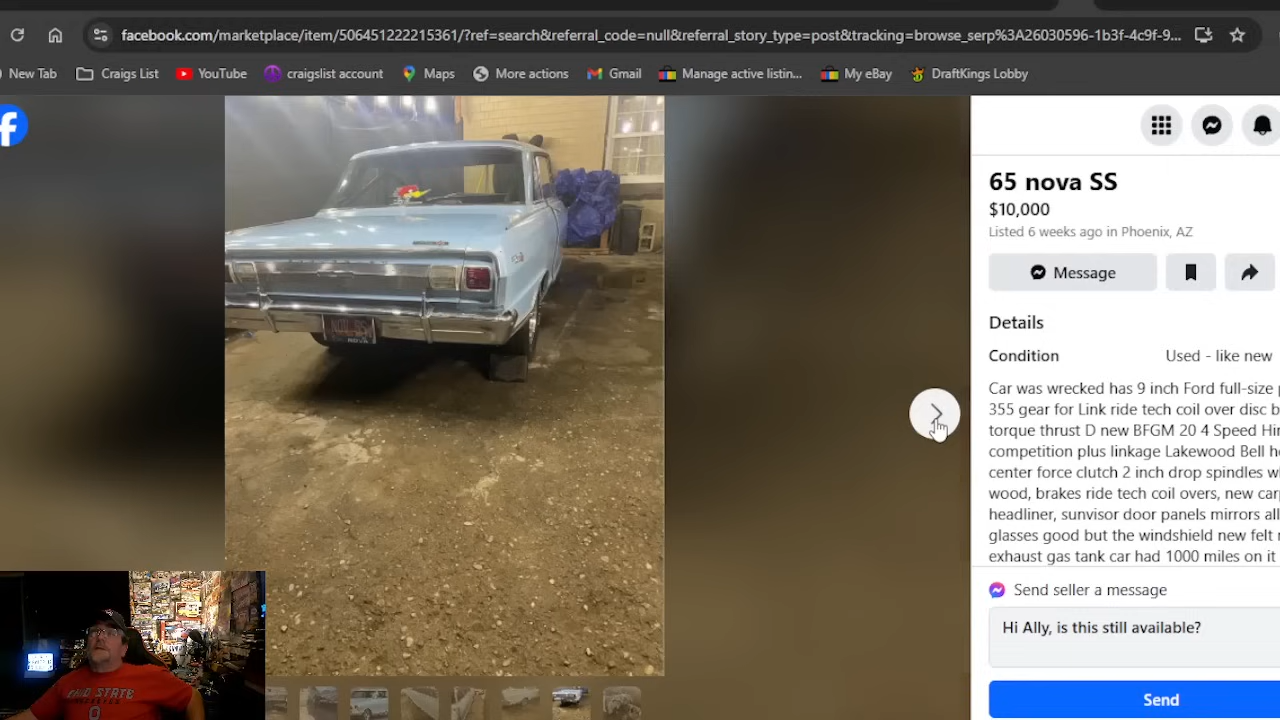 facebook.com/marketplace/item/506451222215361/?ref=search&referral_code=null&referral_story_type=post&tracking=browse_serp%3A26030596-1b3f-4c9f-9...
New Tab Craigs List YouTube craigslist account Maps More actions Gmail Manage active listin... My eBay DraftKings Lobby
65 nova SS
$10,000
Listed 6 weeks ago in Phoenix, AZ
Message
Details
Condition Used - like new
Car was wrecked has 9 inch Ford full-size
355 gear for Link ride tech coil over disc
torque thrust D new BFGM 20 4 Speed
competition plus linkage Lakewood Bell
center force clutch 2 inch drop spindles
wood, brakes ride tech coil overs, new
headliner, sunvisor door panels mirrors
glasses good but the windshield new felt
exhaust gas tank car had 1000 miles on it
Send seller a message
Hi Ally, is this still available?
Send
OHIO STATE